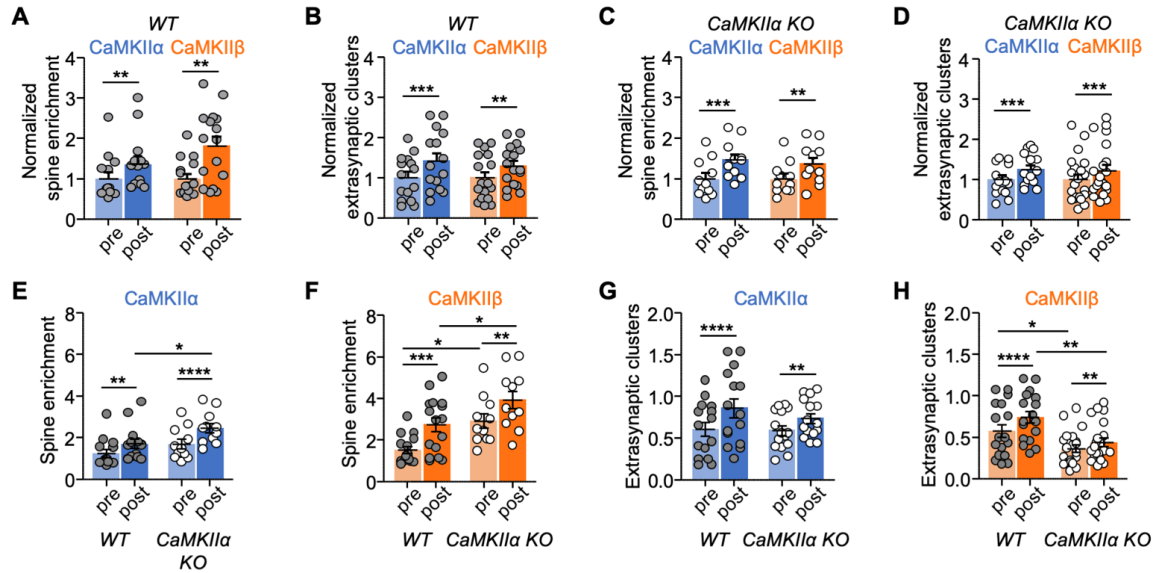 A
WT
CaMKIIα CaMKIIβ
Normalized
spine enrichment
4
3
2
1
0
**
**
pre
post
pre
post
B
WT
CaMKIIα CaMKIIβ
Normalized
extrasynaptic clusters
4
3
2
1
0
***
**
pre
post
pre
post
C
CaMKIIα KO
CaMKIIα CaMKIIβ
Normalized
spine enrichment
4
3
2
1
0
***
**
pre
post
pre
post
D
CaMKIIα KO
CaMKIIα CaMKIIβ
Normalized
extrasynaptic clusters
4
3
2
1
0
***
***
pre
post
pre
post
E
CaMKIIα
Spine enrichment
8
6
4
2
0
*
**
****
pre
post
pre
post
WT
CaMKIIα
KO
F
CaMKIIβ
Spine enrichment
8
6
4
2
0
*
*
**
***
pre
post
pre
post
WT
CaMKIIα KO
G
CaMKIIα
Extrasynaptic clusters
2.0
1.5
1.0
0.5
0.0
****
**
pre
post
pre
post
WT
CaMKIIα KO
H
CaMKIIβ
Extrasynaptic clusters
2.0
1.5
1.0
0.5
0.0
*
**
****
**
pre
post
pre
post
WT
CaMKIIα KO